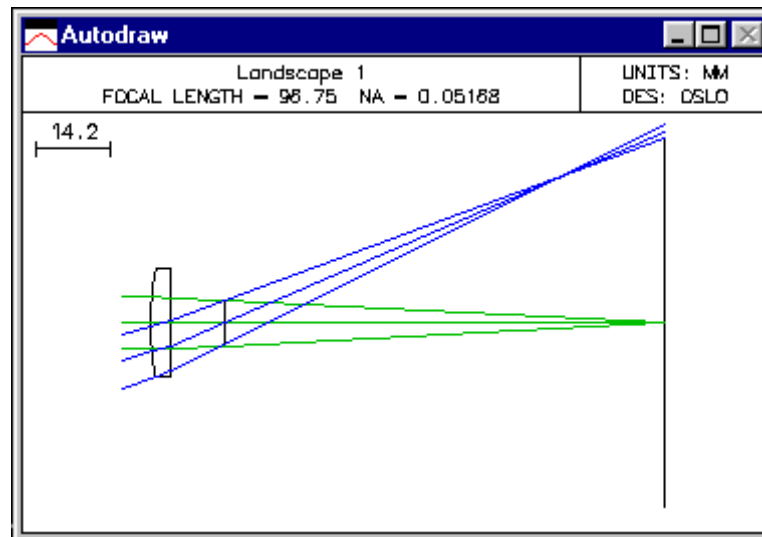 Autodraw
Landscape 1
FOCAL LENGTH = 96.75 NA = 0.05168
UNITS: MM
DES: OSLO
14.2